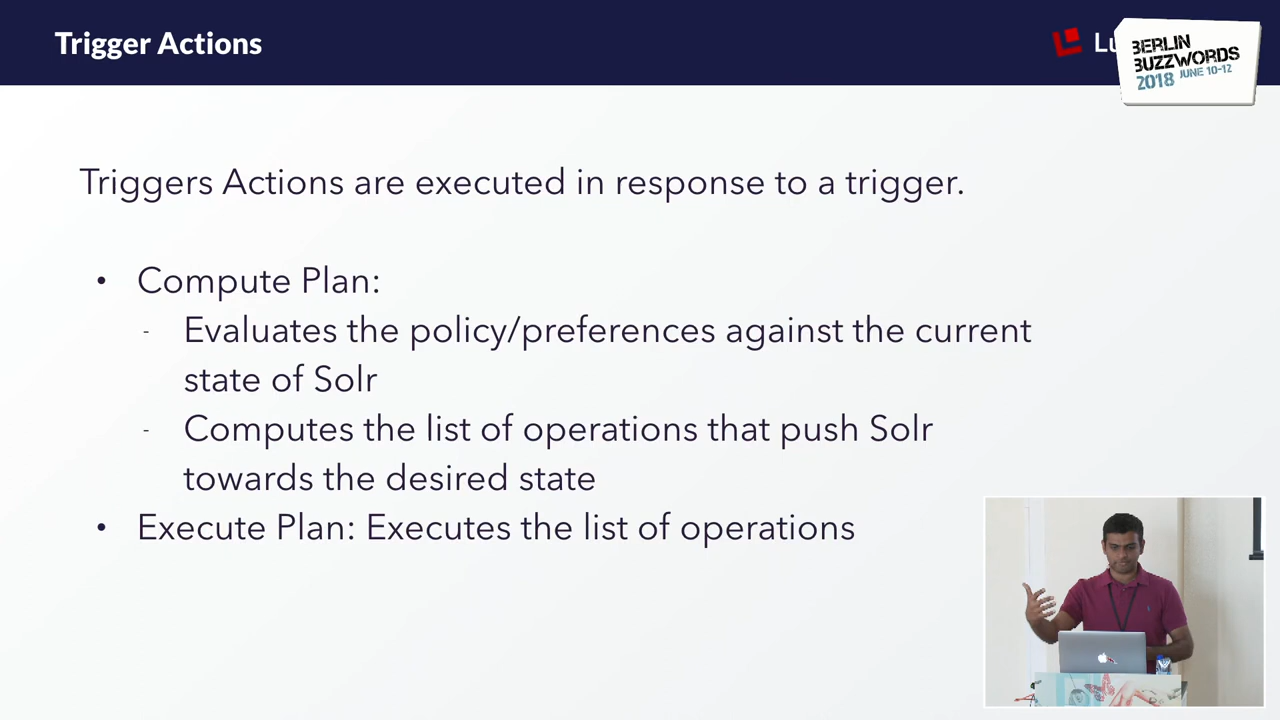 Trigger Actions
Lu
BERLIN
BUZZWORDS
2018 JUNE 10-12
Triggers Actions are executed in response to a trigger.
• Compute Plan:
- Evaluates the policy/preferences against the current
state of Solr
- Computes the list of operations that push Solr
towards the desired state
• Execute Plan: Executes the list of operations